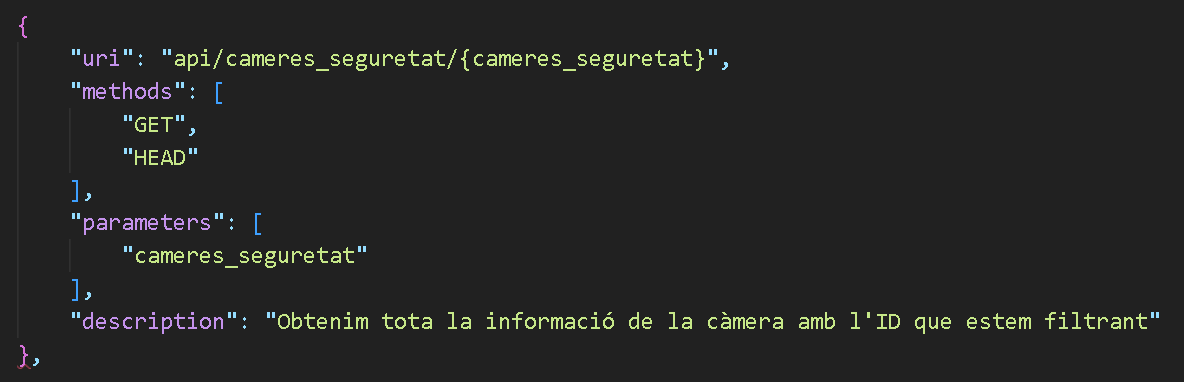 {
"uri": "api/cameres_seguretat/{cameres_seguretat}",
"methods": [
"GET",
"HEAD"
],
"parameters": [
"cameres_seguretat"
],
"description": "Obtenim tota la informació de la càmera amb l'ID que estem filtrant"
},